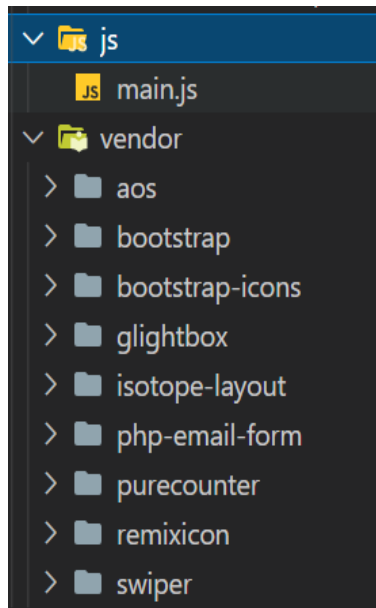 js
JS main.js
vendor
aos
bootstrap
bootstrap-icons
glightbox
isotope-layout
php-email-form
purecounter
remixicon
swiper